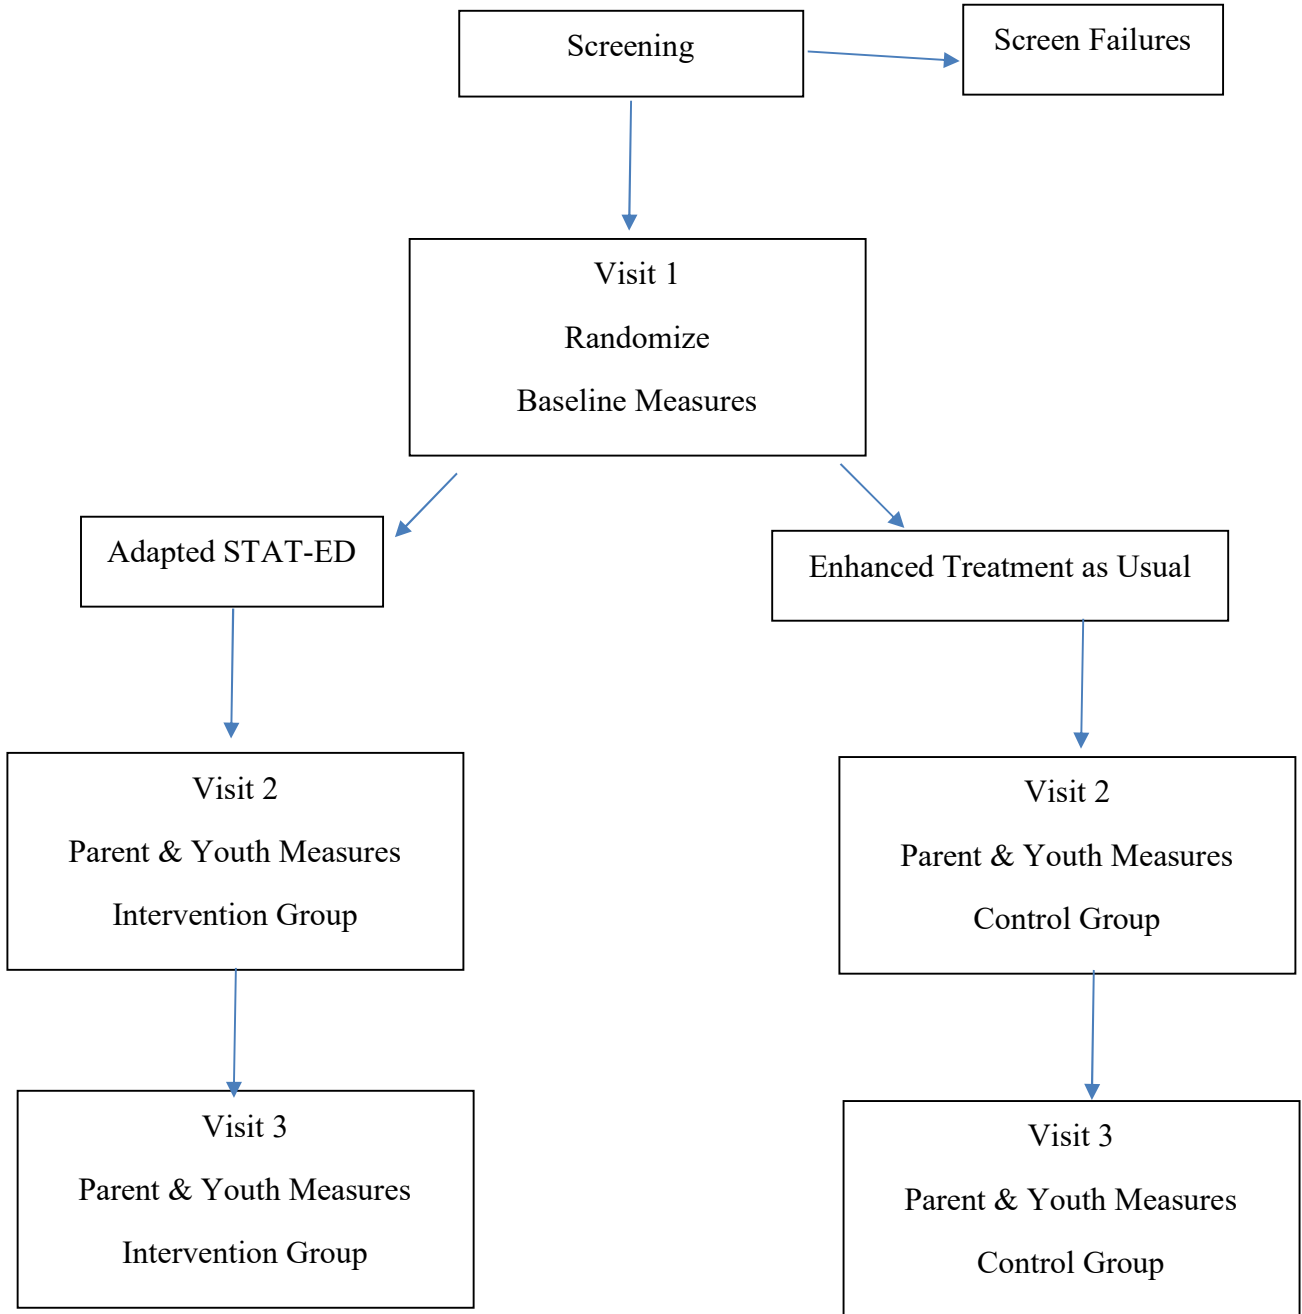 Screening
Screen Failures
Visit 1
Randomize
Baseline Measures
Adapted STAT-ED
Enhanced Treatment as Usual
Visit 2
Parent & Youth Measures
Intervention Group
Visit 2
Parent & Youth Measures
Control Group
Visit 3
Parent & Youth Measures
Intervention Group
Visit 3
Parent & Youth Measures
Control Group